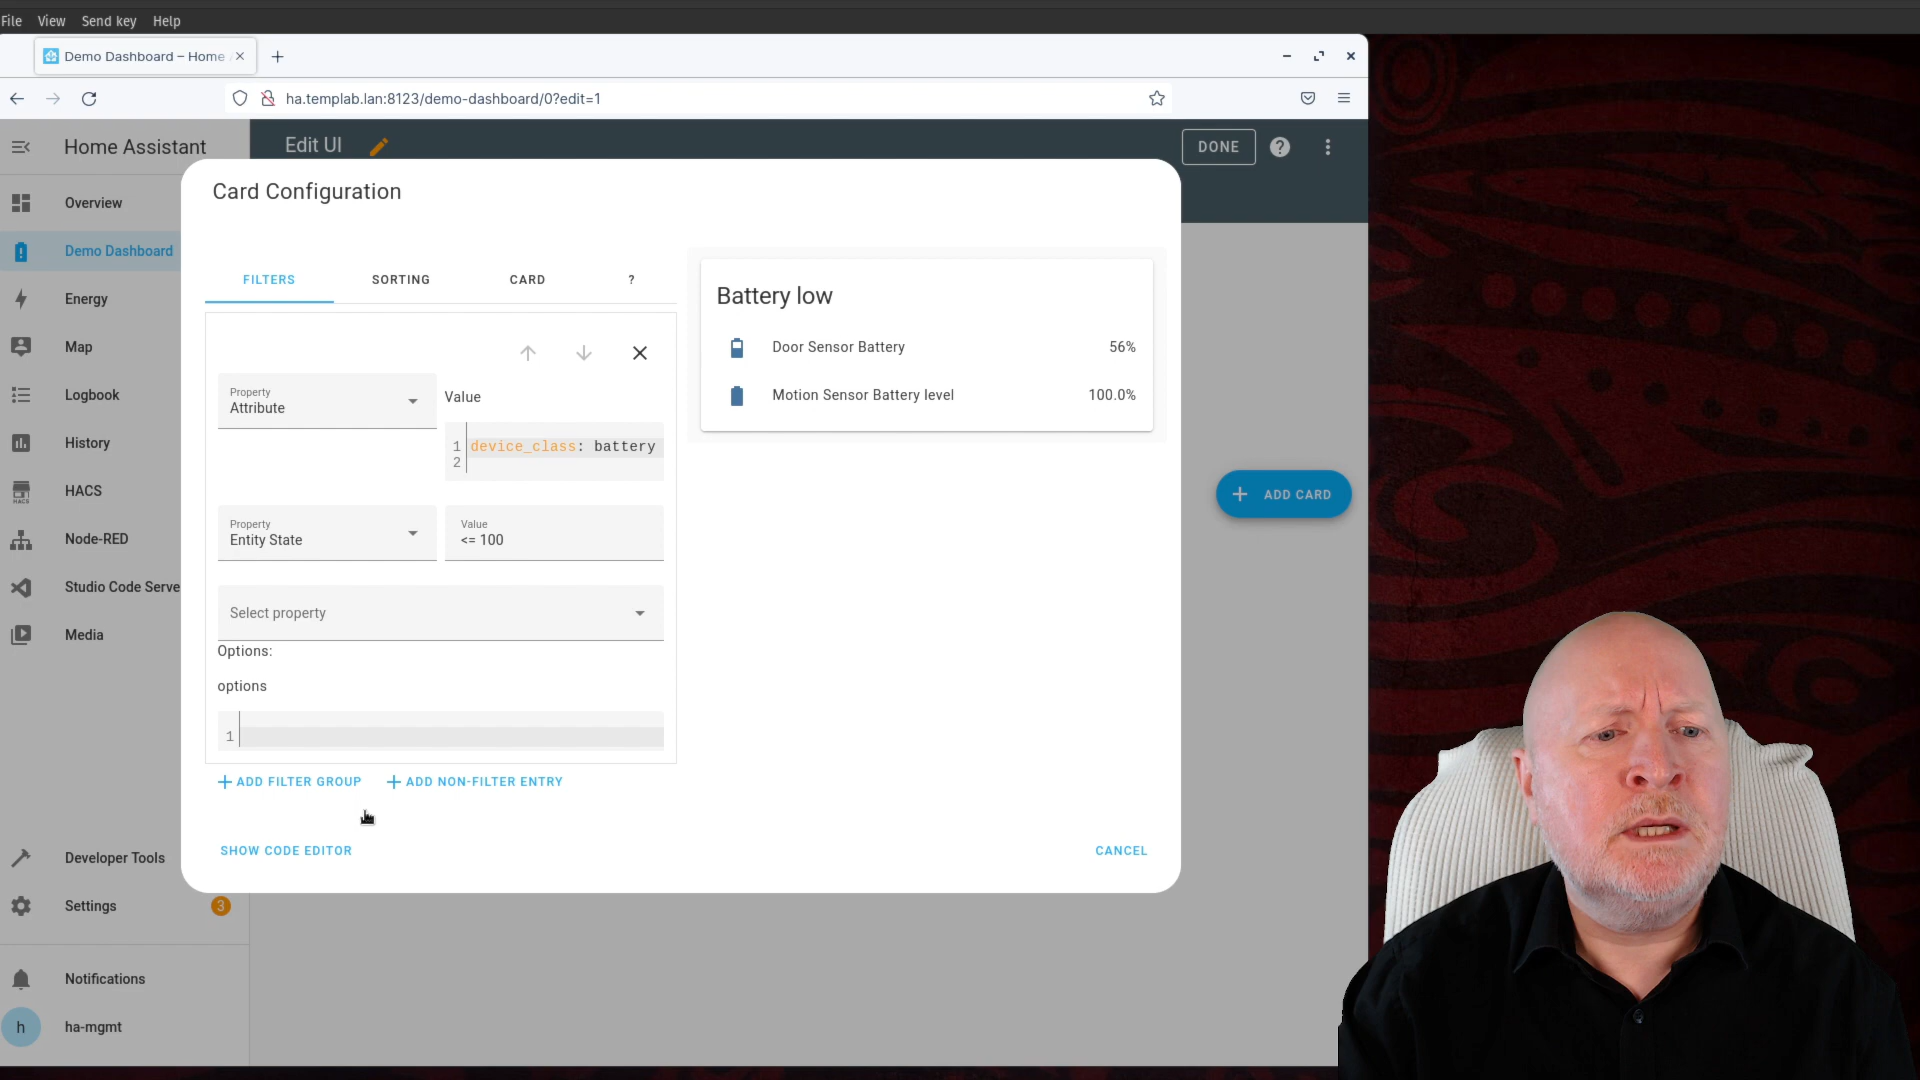 File View Send key Help
Demo Dashboard – Home
ha.templab.lan:8123/demo-dashboard/0?edit=1
Home Assistant
Edit UI
DONE
Overview
Demo Dashboard
Energy
Map
Logbook
History
HACS
HACS
Node-RED
Studio Code Serve
Media
Developer Tools
Settings
3
Notifications
h
ha-mgmt
Card Configuration
FILTERS
SORTING
CARD
?
Property
Attribute
Value
1 device_class: battery
2
Property
Entity State
Value
<= 100
Select property
Options:
options
1
ADD FILTER GROUP
ADD NON-FILTER ENTRY
SHOW CODE EDITOR
CANCEL
Battery low
Door Sensor Battery 56%
Motion Sensor Battery level 100.0%
ADD CARD